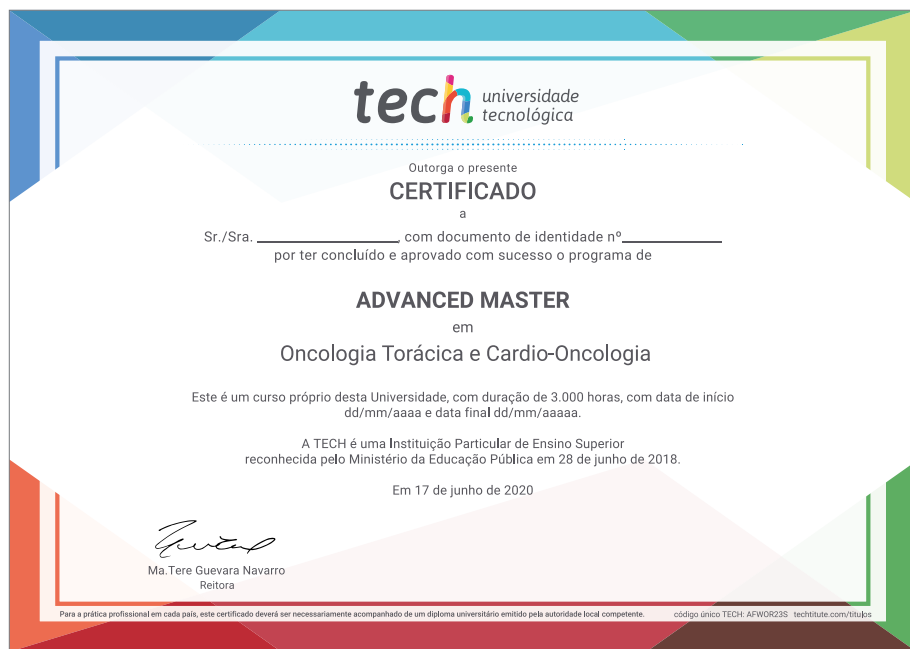 tech universidade
tecnológica
Outorga o presente
CERTIFICADO
a
Sr./Sra. ________________, com documento de identidade nº____________
por ter concluído e aprovado com sucesso o programa de
ADVANCED MASTER
em
Oncologia Torácica e Cardio-Oncologia
Este é um curso próprio desta Universidade, com duração de 3.000 horas, com data de início
dd/mm/aaaa e data final dd/mm/aaaaa.
A TECH é uma Instituição Particular de Ensino Superior
reconhecida pelo Ministério da Educação Pública em 28 de junho de 2018.
Em 17 de junho de 2020
Ma.Tere Guevara Navarro
Reitora
Para a prática profissional em cada país, este certificado deverá ser necessariamente acompanhado de um diploma universitário emitido pela autoridade local competente. código único TECH: AFWOR23S techtitute.com/titulos